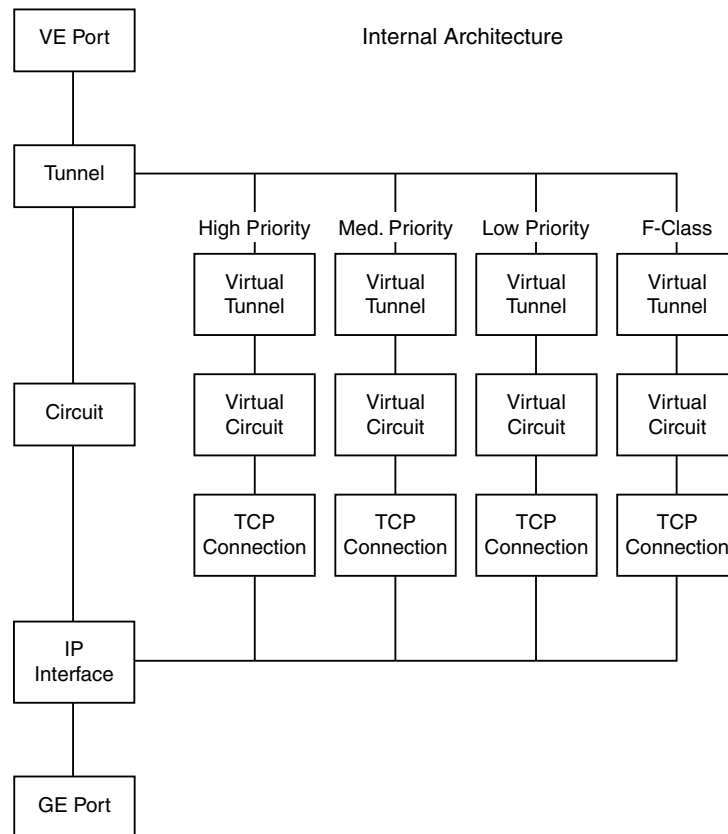 VE Port
Internal Architecture
Tunnel
High Priority
Med. Priority
Low Priority
F-Class
Virtual
Tunnel
Virtual
Tunnel
Virtual
Tunnel
Virtual
Tunnel
Circuit
Virtual
Circuit
Virtual
Circuit
Virtual
Circuit
Virtual
Circuit
TCP
Connection
TCP
Connection
TCP
Connection
TCP
Connection
IP
Interface
GE Port